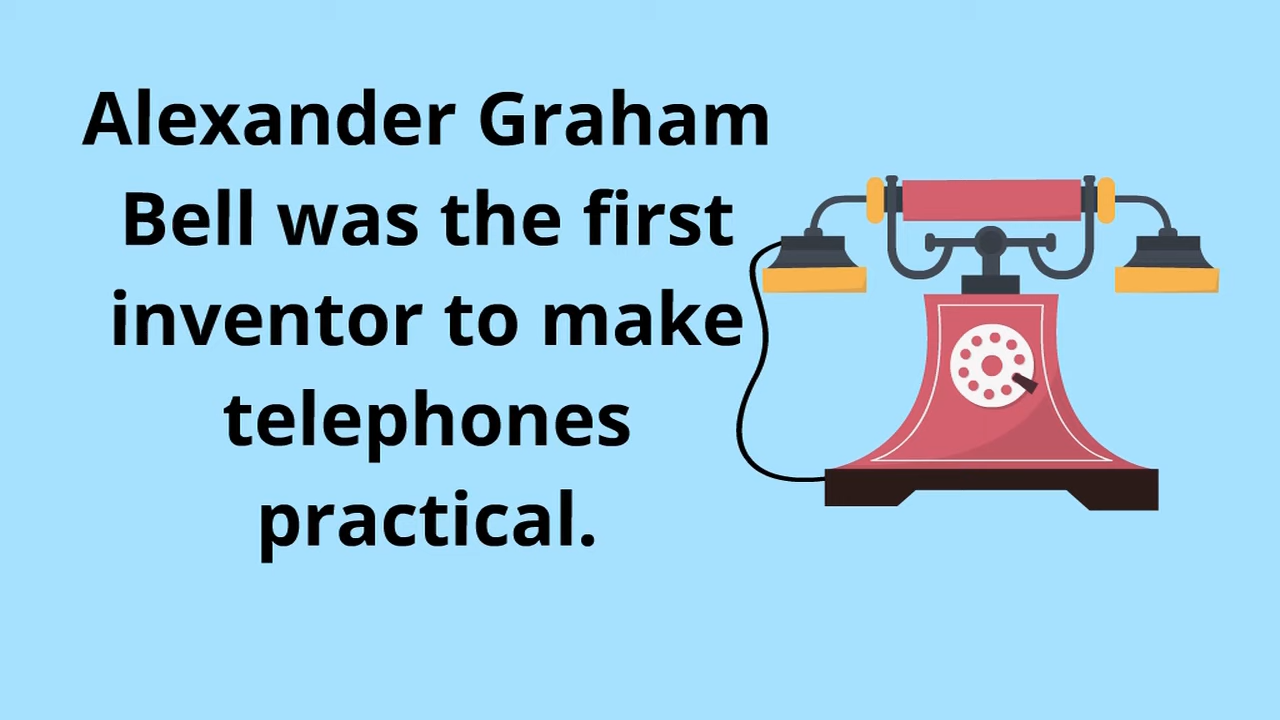 Alexander Graham
Bell was the first
inventor to make
telephones
practical.